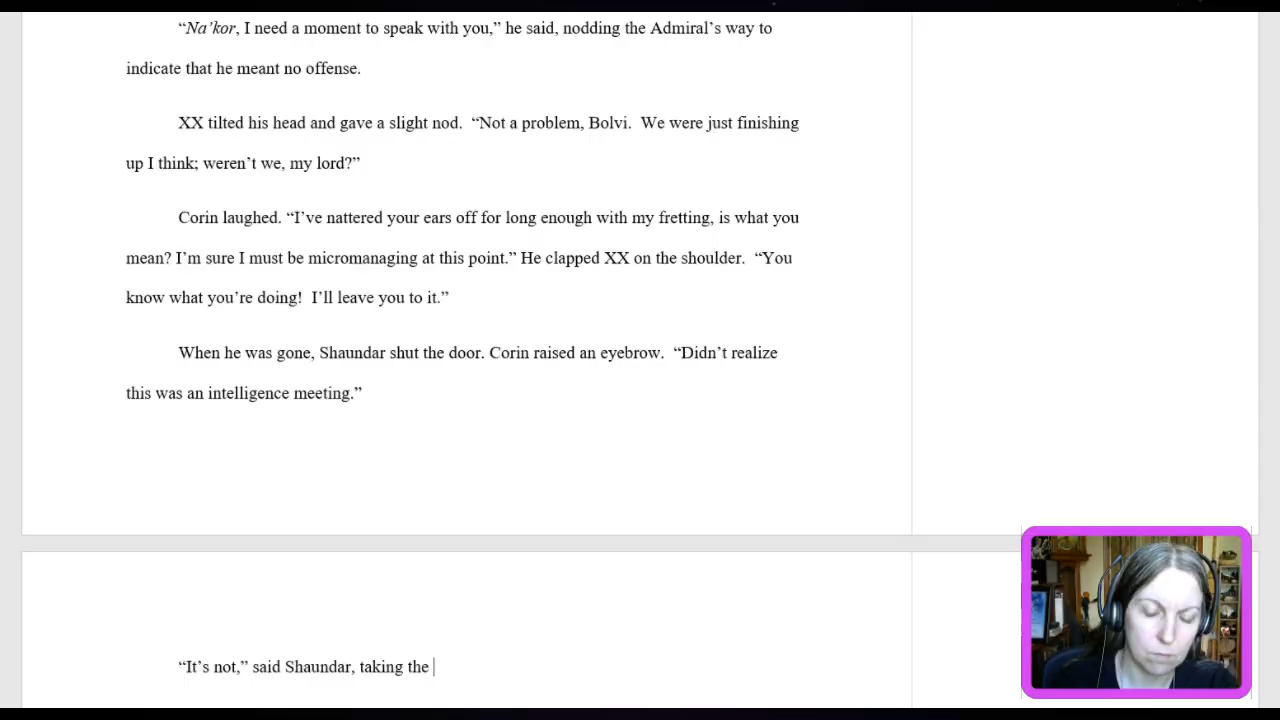 “Na’kor, I need a moment to speak with you,” he said, nodding the Admiral’s way to
indicate that he meant no offense.
XX tilted his head and gave a slight nod.  “Not a problem, Bolvi.  We were just finishing
up I think; weren’t we, my lord?”
Corin laughed. “I’ve nattered your ears off for long enough with my fretting, is what you
mean? I’m sure I must be micromanaging at this point.” He clapped XX on the shoulder.  “You
know what you’re doing!  I’ll leave you to it.”
When he was gone, Shaundar shut the door. Corin raised an eyebrow.  “Didn’t realize
this was an intelligence meeting.”
“It’s not,” said Shaundar, taking the